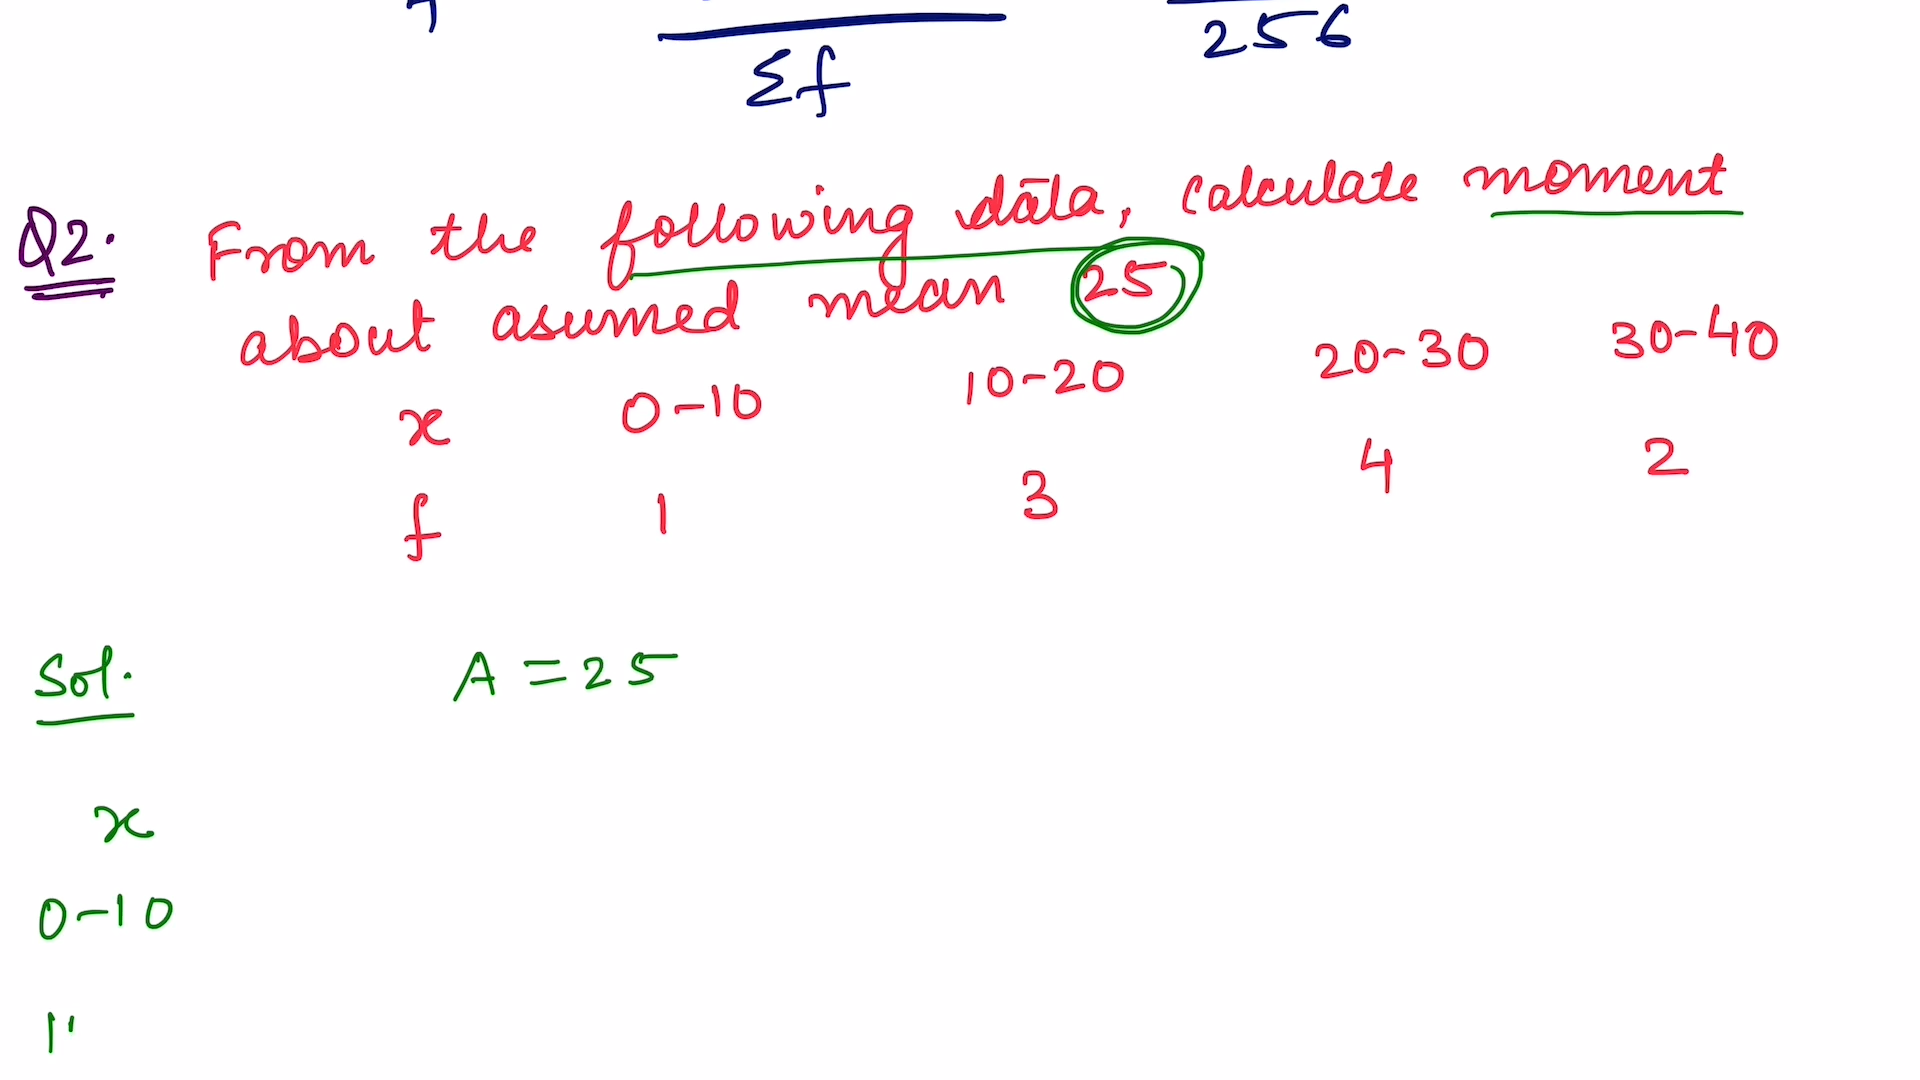 Σf
256
Q2. From the following data, calculate moment
about asumed mean 25
x 0-10 10-20 20-30 30-40
f 1 3 4 2
Sol. A = 25
x
0-10